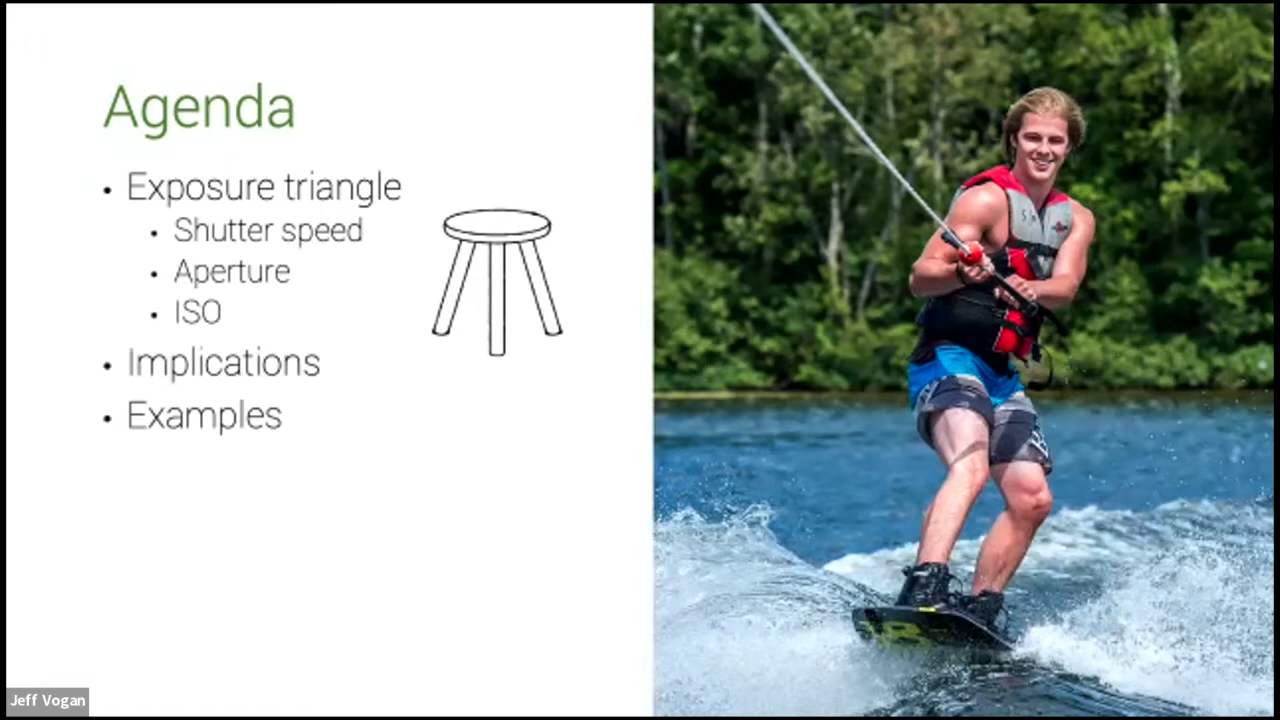 Agenda
• Exposure triangle
• Shutter speed
• Aperture
• ISO
• Implications
• Examples
Jeff Vogan